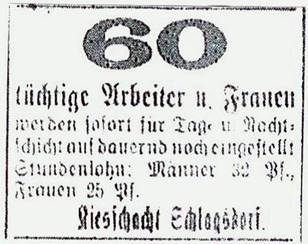 60
tüchtige Arbeiter u. Frauen
werden sofort für Tag- u. Nacht-
schicht auf dauernd noch eingestellt
Stundenlohn: Männer 32 Pf.,
Frauen 25 Pf.
Kiesschacht Schlagsdorf.